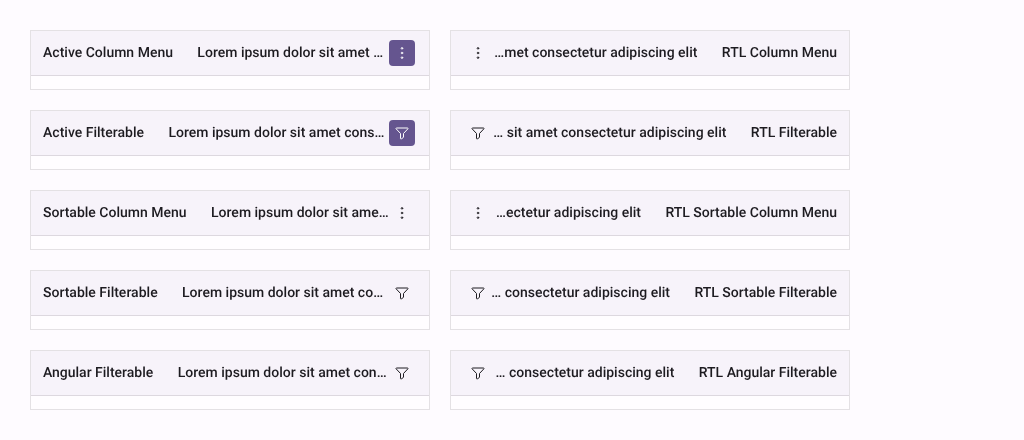 Active Column Menu Lorem ipsum dolor sit amet ...
...met consectetur adipiscing elit RTL Column Menu
Active Filterable Lorem ipsum dolor sit amet cons...
... sit amet consectetur adipiscing elit RTL Filterable
Sortable Column Menu Lorem ipsum dolor sit ame...
...ectetur adipiscing elit RTL Sortable Column Menu
Sortable Filterable Lorem ipsum dolor sit amet co...
... consectetur adipiscing elit RTL Sortable Filterable
Angular Filterable Lorem ipsum dolor sit amet con...
... consectetur adipiscing elit RTL Angular Filterable